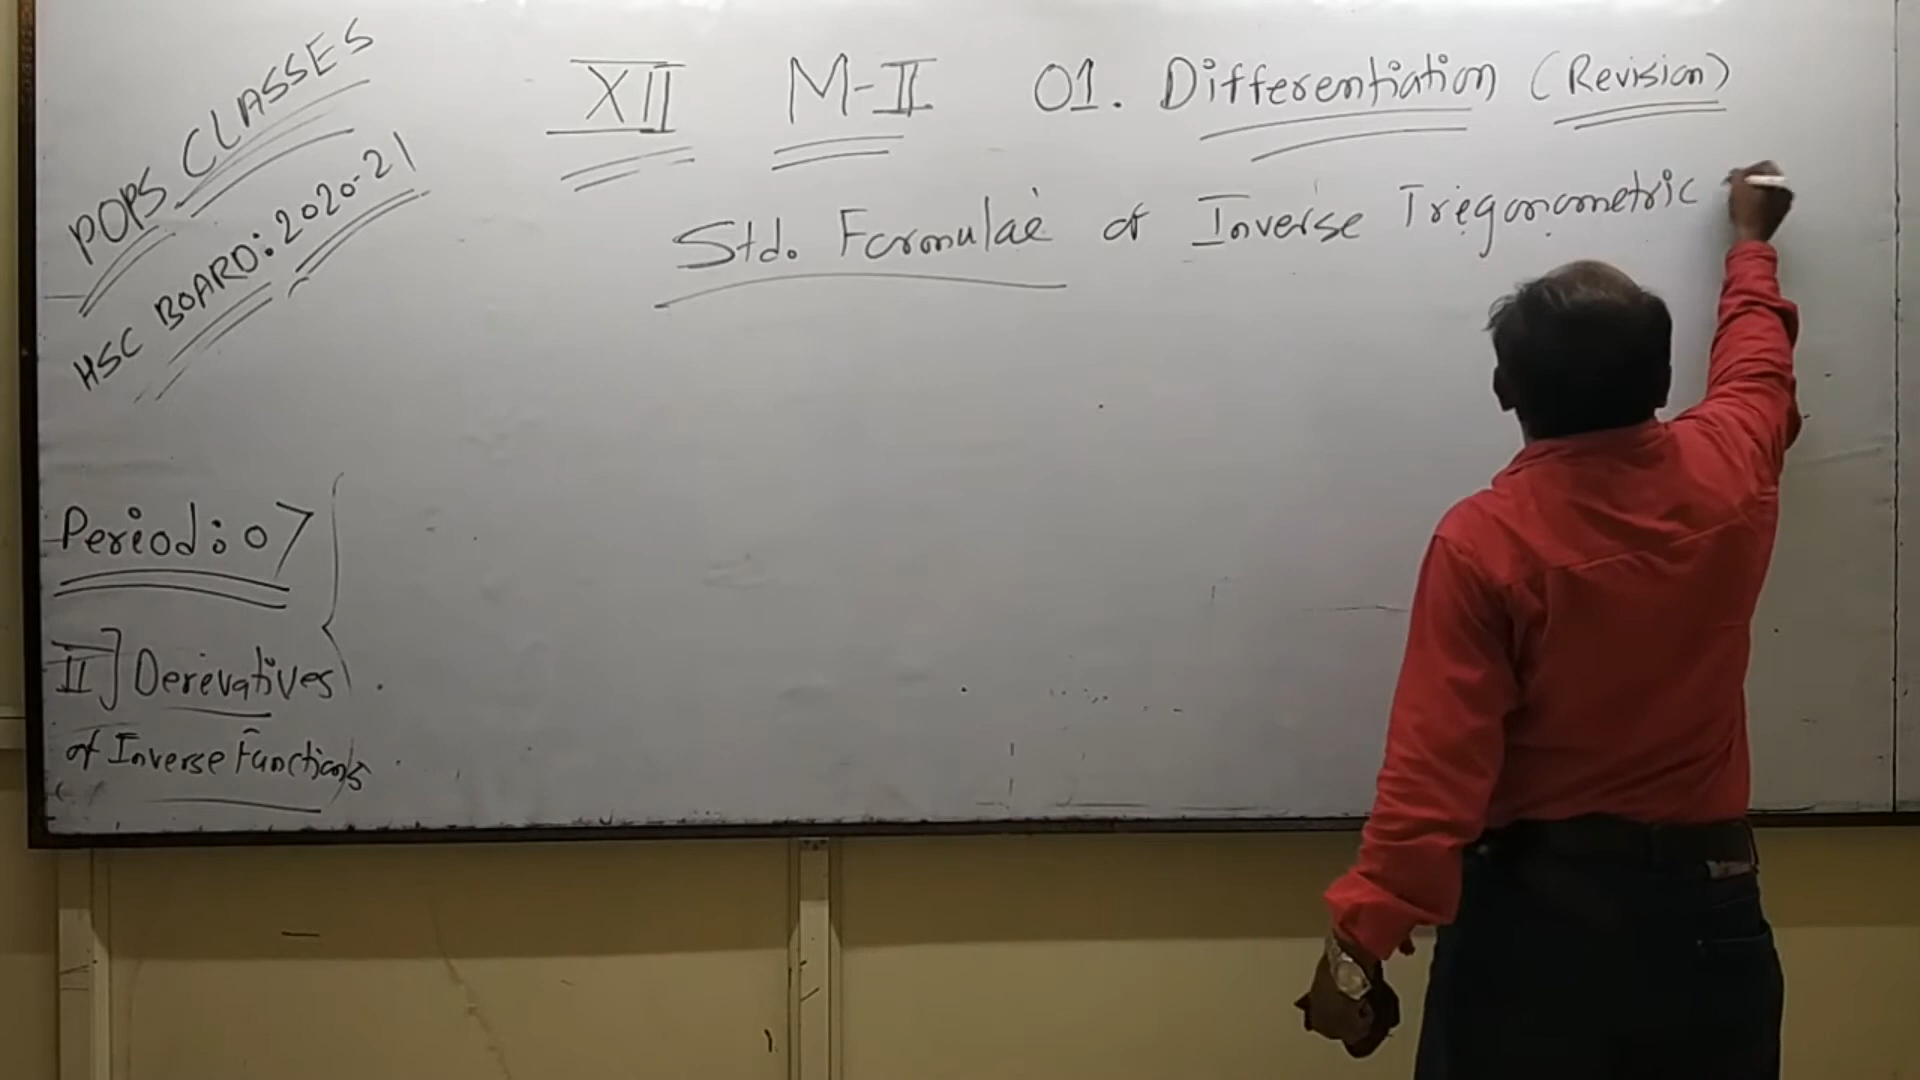 POPS CLASSES
HSC BOARD: 2020-21
XII M-II 01. Differentiation (Revision)
Std. Formulae of Inverse Tregonometric
Period: 07
II] Derevatives
of Inverse Functions